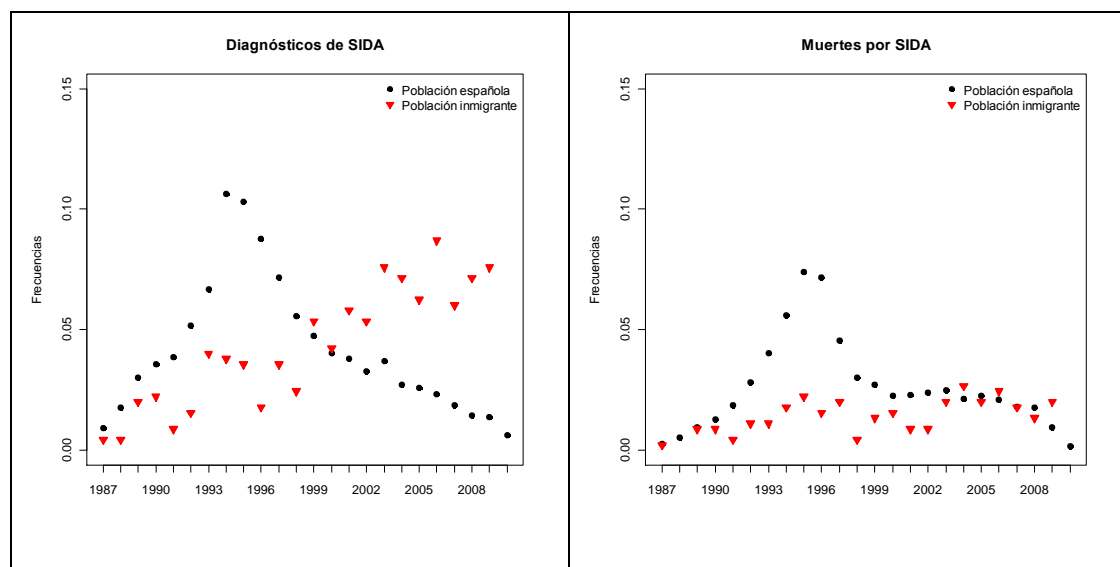 Diagnósticos de SIDA
Población española
Población inmigrante
0.15
0.10
0.05
0.00
Frecuencias
1987 1990 1993 1996 1999 2002 2005 2008
Muertes por SIDA
Población española
Población inmigrante
0.15
0.10
0.05
0.00
Frecuencias
1987 1990 1993 1996 1999 2002 2005 2008